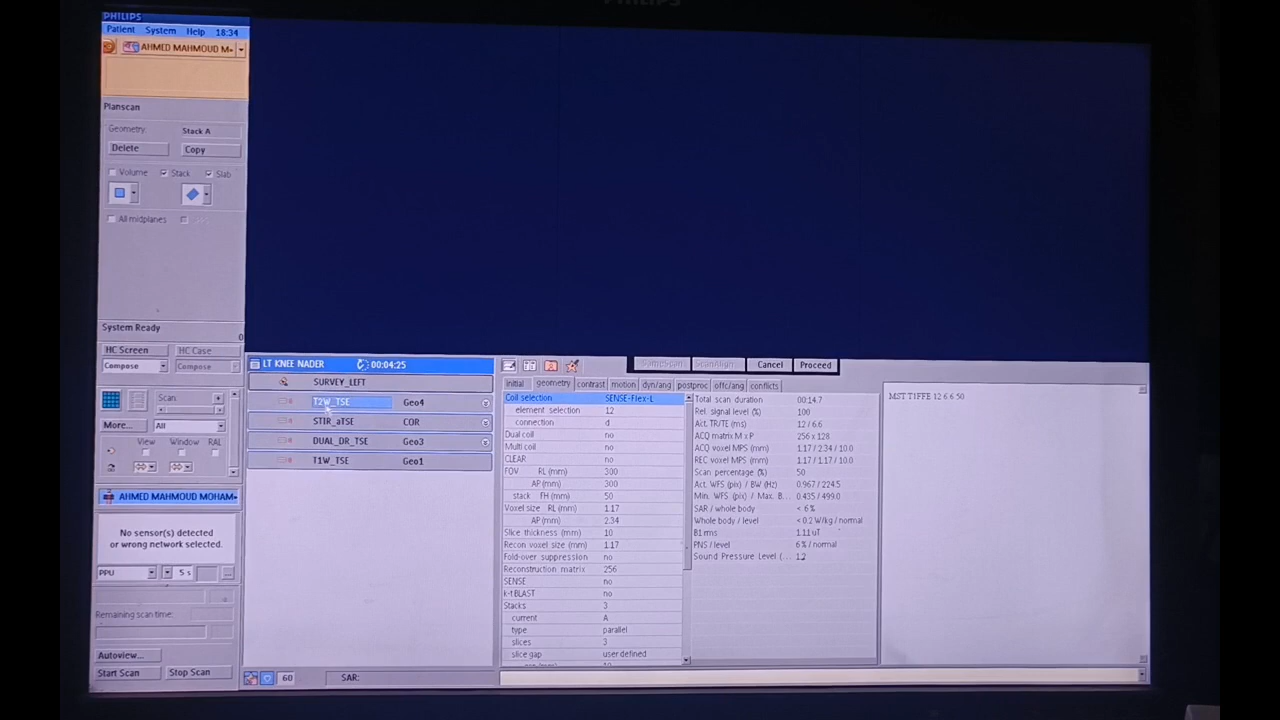 PHILIPS
PHILIPS
Patient System Help 18:34
AHMED MAHMOUD M
Planscan
Geometry: Stack A
Delete Copy
Volume Stack Slab
All midplanes
System Ready
0
HC Screen HC Case
Compose Compose
Scan:
More... All
View Window RAL
AHMED MAHMOUD MOHAM
No sensor(s) detected
or wrong network selected.
PPU 5 s ...
Remaining scan time:
Autoview...
Start Scan Stop Scan
LT KNEE NADER 00:04:25
SURVEY_LEFT
T2W_TSE Geo4
STIR_aTSE COR
DUAL_DR_TSE Geo3
T1W_TSE Geo1
60 SAR:
SameScan ScanAlign Cancel Proceed
initial geometry contrast motion dyn/ang postproc offc/ang conflicts
Coil selection SENSE-Flex-L
element selection 12
connection d
Dual coil no
Multi coil no
CLEAR no
FOV RL (mm) 300
AP (mm) 300
stack FH (mm) 50
Voxel size RL (mm) 1.17
AP (mm) 2.34
Slice thickness (mm) 10
Recon voxel size (mm) 1.17
Fold-over suppression no
Reconstruction matrix 256
SENSE no
k-t BLAST no
Stacks 3
current A
type parallel
slices 3
slice gap user defined
Total scan duration 00:14.7
Rel. signal level (%) 100
Act. TR/TE (ms) 12 / 6.6
ACQ matrix M x P 256 x 128
ACQ voxel MPS (mm) 1.17 / 2.34 / 10.0
REC voxel MPS (mm) 1.17 / 1.17 / 10.0
Scan percentage (%) 50
Act. WFS (pix) / BW (Hz) 0.967 / 224.5
Min. WFS (pix) / Max. B... 0.435 / 499.0
SAR / whole body < 6 %
Whole body / level < 0.2 W/kg / normal
B1 rms 1.11 uT
PNS / level 6 % / normal
Sound Pressure Level (... 1.2
MST T1FFE 12 6.6 50